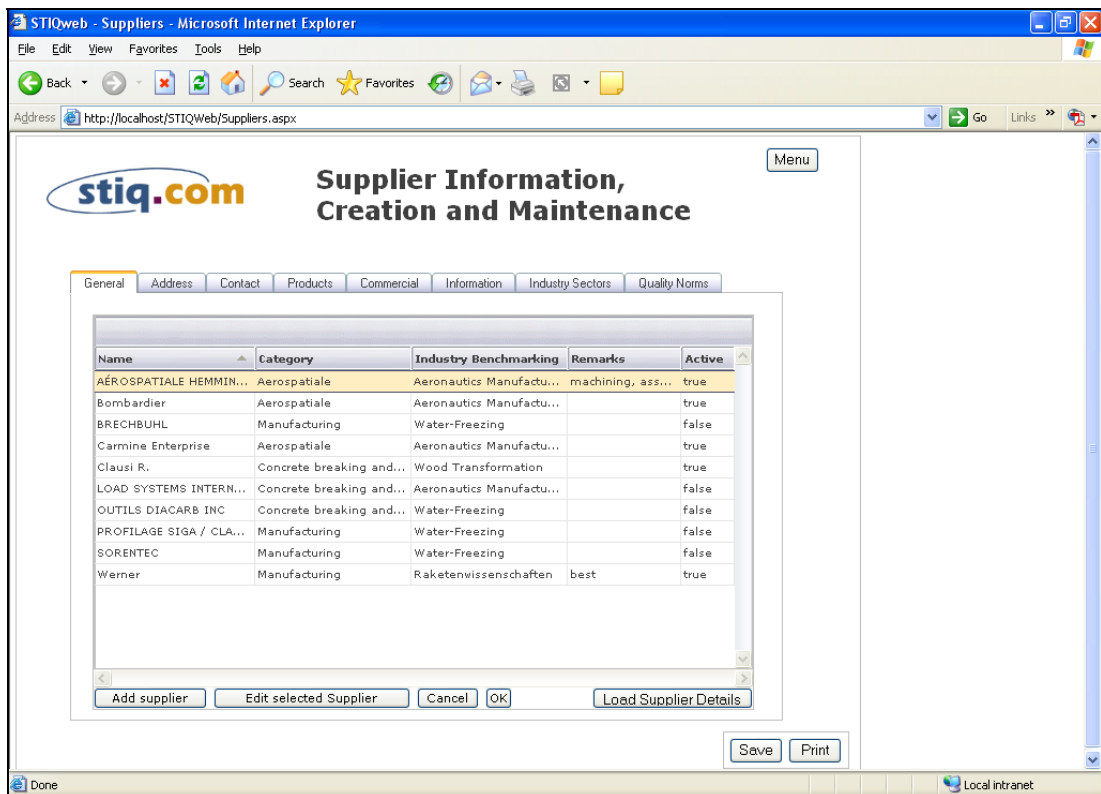 STIQweb - Suppliers - Microsoft Internet Explorer
File Edit View Favorites Tools Help
Back Search Favorites
Address http://localhost/STIQWeb/Suppliers.aspx Go Links »
Menu
stiq.com
Supplier Information,
Creation and Maintenance
General Address Contact Products Commercial Information Industry Sectors Quality Norms
Name Category Industry Benchmarking Remarks Active
AÉROSPATIALE HEMMIN... Aerospatiale Aeronautics Manufactu... machining, ass... true
Bombardier Aerospatiale Aeronautics Manufactu... true
BRECHBUHL Manufacturing Water-Freezing false
Carmine Enterprise Aerospatiale Aeronautics Manufactu... true
Clausi R. Concrete breaking and... Wood Transformation true
LOAD SYSTEMS INTERN... Concrete breaking and... Aeronautics Manufactu... false
OUTILS DIACARB INC Concrete breaking and... Water-Freezing false
PROFILAGE SIGA / CLA... Manufacturing Water-Freezing false
SORENTEC Manufacturing Water-Freezing false
Werner Manufacturing Raketenwissenschaften best true
Add supplier Edit selected Supplier Cancel OK Load Supplier Details
Save Print
Done Local intranet